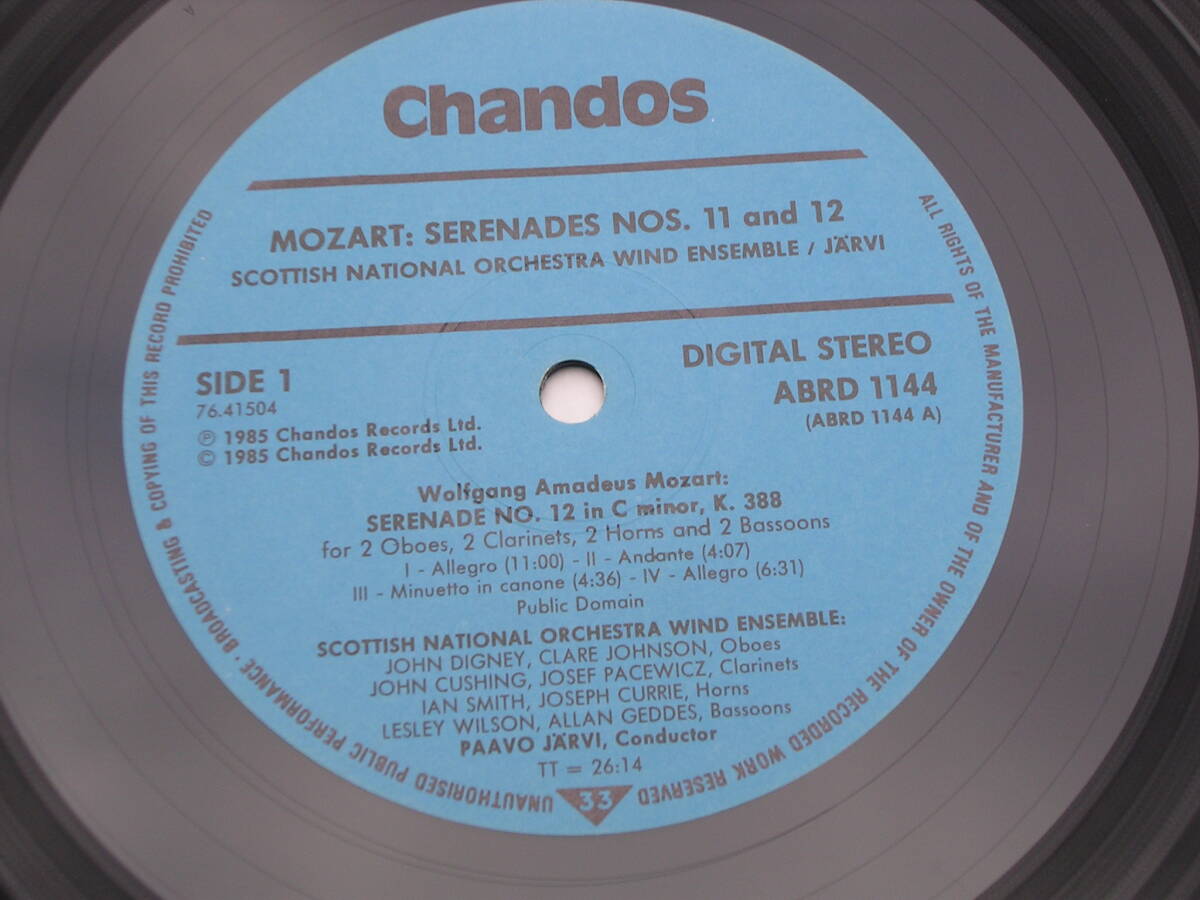 Chandos
MOZART: SERENADES NOS. 11 and 12
SCOTTISH NATIONAL ORCHESTRA WIND ENSEMBLE / JÄRVI
SIDE 1
76.41504
℗ 1985 Chandos Records Ltd.
© 1985 Chandos Records Ltd.
DIGITAL STEREO
ABRD 1144
(ABRD 1144 A)
Wolfgang Amadeus Mozart:
SERENADE NO. 12 in C minor, K. 388
for 2 Oboes, 2 Clarinets, 2 Horns and 2 Bassoons
I - Allegro (11:00) - II - Andante (4:07)
III - Minuetto in canone (4:36) - IV - Allegro (6:31)
Public Domain
SCOTTISH NATIONAL ORCHESTRA WIND ENSEMBLE:
JOHN DIGNEY, CLARE JOHNSON, Oboes
JOHN CUSHING, JOSEF PACEWICZ, Clarinets
IAN SMITH, JOSEPH CURRIE, Horns
LESLEY WILSON, ALLAN GEDDES, Bassoons
PAAVO JÄRVI, Conductor
TT = 26:14
33
ALL RIGHTS OF THE MANUFACTURER AND OF THE OWNER OF THE RECORDED WORK RESERVED
UNAUTHORISED PUBLIC PERFORMANCE · BROADCASTING & COPYING OF THIS RECORD PROHIBITED